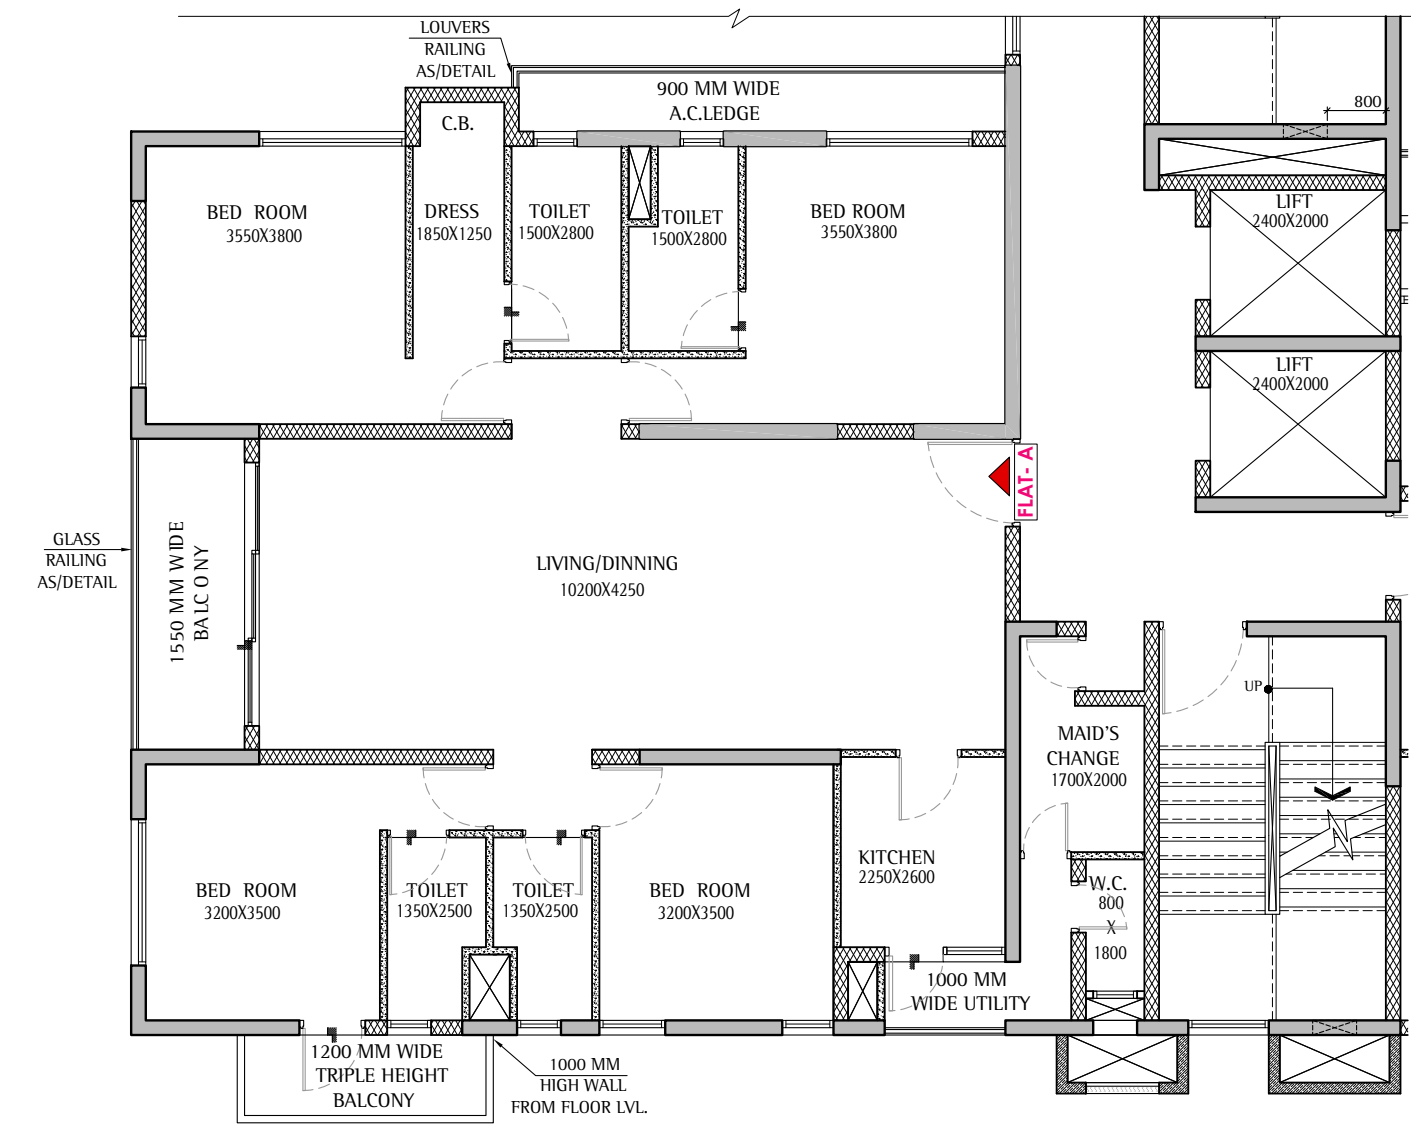 LOUVERS
RAILING
AS/DETAIL
900 MM WIDE
A.C.LEDGE
C.B.
800
BED ROOM
3550X3800
DRESS
1850X1250
TOILET
1500X2800
TOILET
1500X2800
BED ROOM
3550X3800
LIFT
2400X2000
LIFT
2400X2000
FLAT- A
GLASS
RAILING
AS/DETAIL
1550 MM WIDE
BALCONY
LIVING/DINNING
10200X4250
UP
MAID'S
CHANGE
1700X2000
KITCHEN
2250X2600
BED ROOM
3200X3500
TOILET
1350X2500
TOILET
1350X2500
BED ROOM
3200X3500
W.C.
800
X
1800
1000 MM
WIDE UTILITY
1200 MM WIDE
TRIPLE HEIGHT
BALCONY
1000 MM
HIGH WALL
FROM FLOOR LVL.